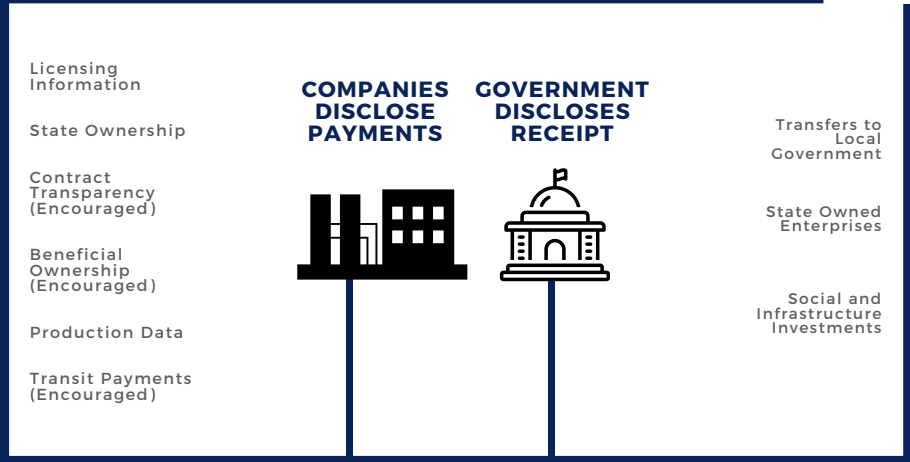 Licensing
Information
State Ownership
Contract
Transparency
(Encouraged)
Beneficial
Ownership
(Encouraged)
Production Data
Transit Payments
(Encouraged)
COMPANIES
DISCLOSE
PAYMENTS
GOVERNMENT
DISCLOSES
RECEIPT
Transfers to
Local
Government
State Owned
Enterprises
Social and
Infrastructure
Investments